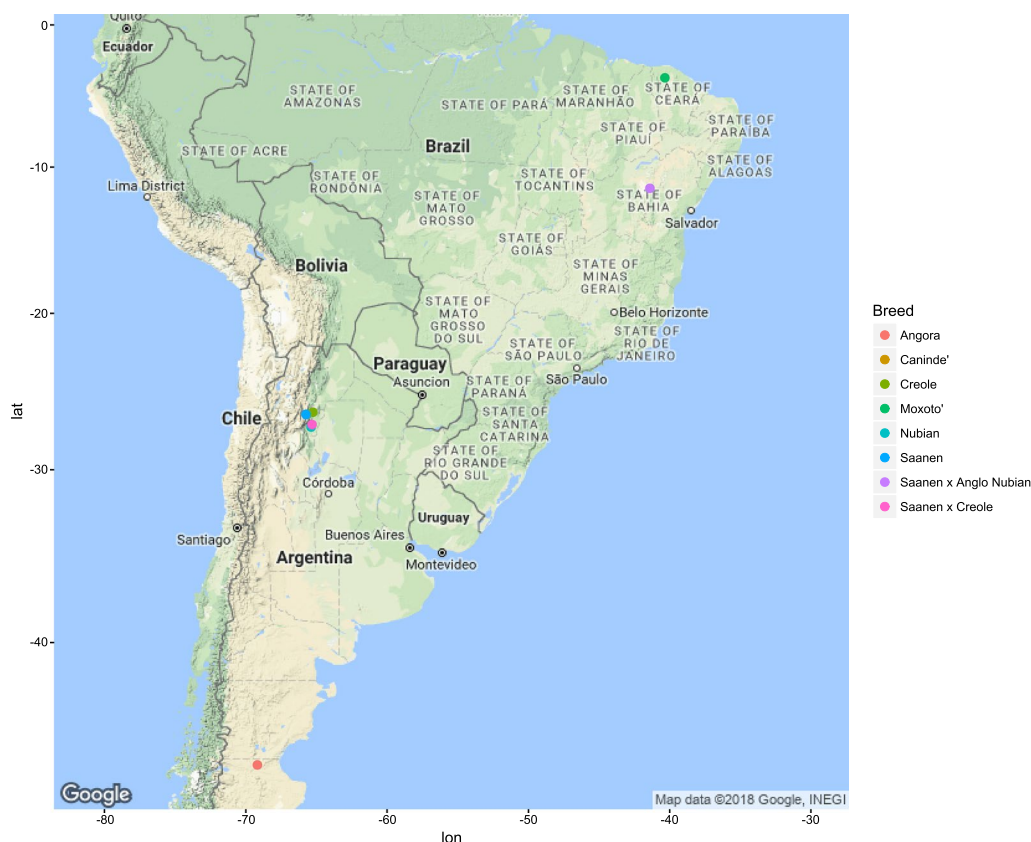 Quito
Ecuador
STATE OF
AMAZONAS
STATE OF PARÁ
STATE OF
MARANHÃO
STATE OF
CEARÁ
STATE OF
PARAÍBA
STATE OF
PIAUÍ
Brazil
STATE OF ACRE
STATE OF
ALAGOAS
STATE OF
RONDÔNIA
STATE OF
TOCANTINS
Lima District
STATE OF
MATO
GROSSO
STATE OF
BAHIA
Salvador
STATE OF
GOIÁS
Bolivia
STATE OF
MINAS
GERAIS
STATE OF
MATO
GROSSO
DO SUL
Belo Horizonte
STATE OF
RIO DE
JANEIRO
STATE OF
SÃO PAULO
São Paulo
Paraguay
Asuncion
STATE OF
PARANÁ
STATE OF
SANTA
CATARINA
Chile
STATE OF
RIO GRANDE
DO SUL
Córdoba
Uruguay
Santiago
Buenos Aires
Argentina
Montevideo
Google
Map data ©2018 Google, INEGI
0
-10
-20
-30
-40
lat
-80
-70
-60
-50
-40
-30
lon
Breed
Angora
Caninde'
Creole
Moxoto'
Nubian
Saanen
Saanen x Anglo Nubian
Saanen x Creole